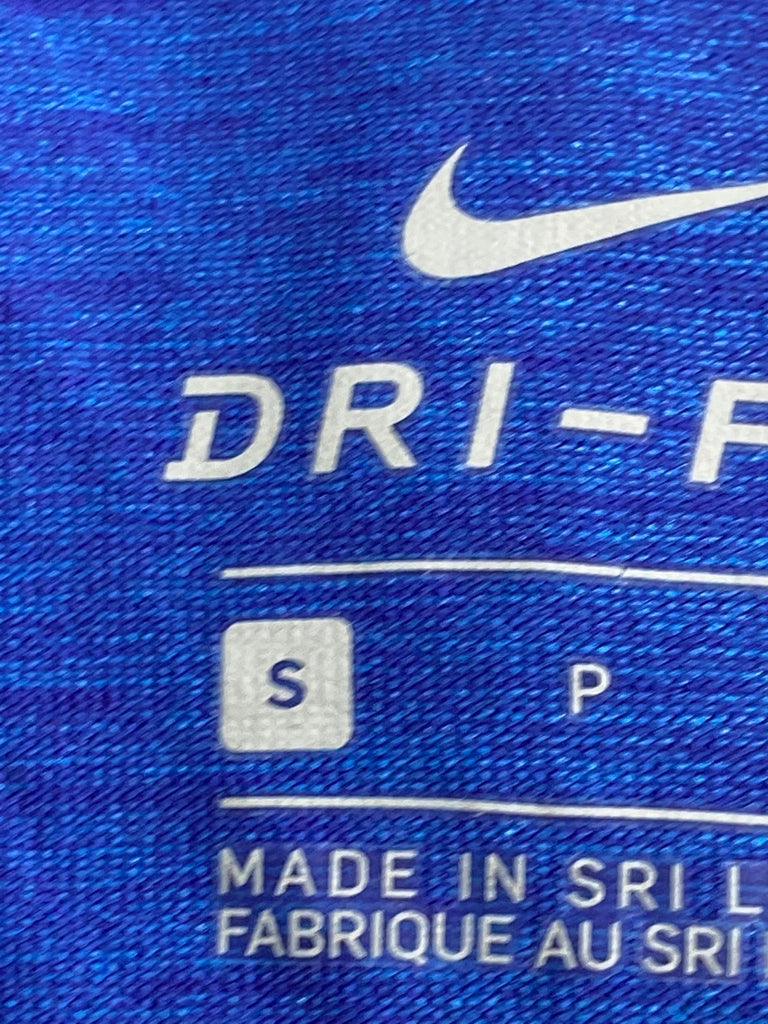 DRI-F
S P
MADE IN SRI L
FABRIQUE AU SRI